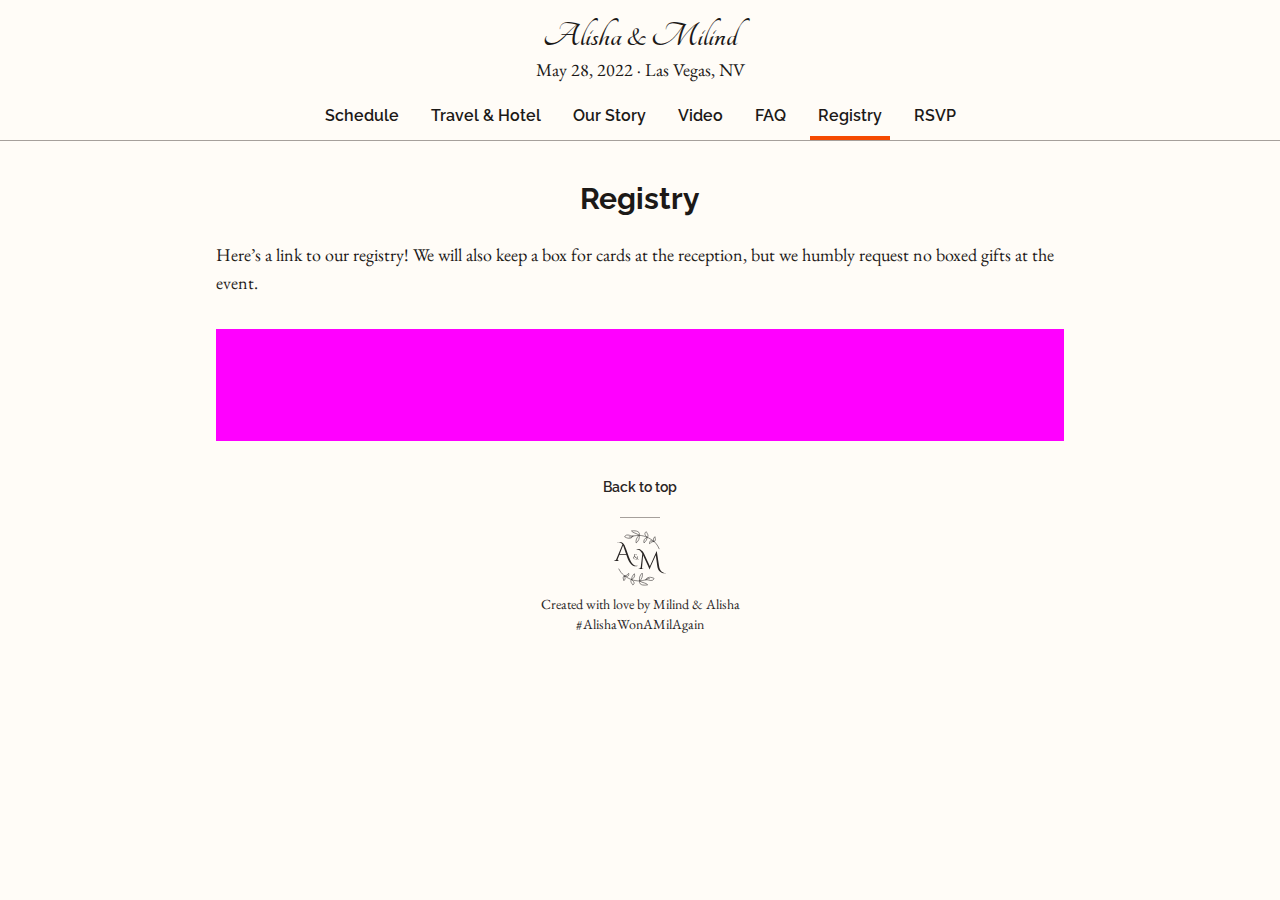 Alisha & Milind
May 28, 2022 · Las Vegas, NV
Schedule Travel & Hotel Our Story Video FAQ Registry RSVP
Registry
Here’s a link to our registry! We will also keep a box for cards at the reception, but we humbly request no boxed gifts at the
event.
Back to top
A & M
Created with love by Milind & Alisha
#AlishaWonAMilAgain